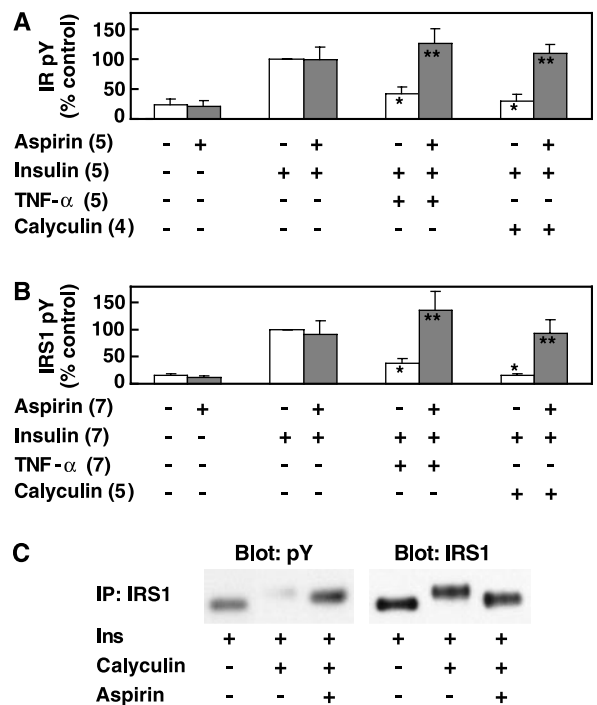 A
IR pY
(% control)
150
100
50
0
* ** * **
Aspirin (5) - + - + - + - +
Insulin (5) - - + + + + + +
TNF-α (5) - - - - + + - -
Calyculin (4) - - - - - - + +
B
IRS1 pY
(% control)
150
100
50
0
* ** * **
Aspirin (7) - + - + - + - +
Insulin (7) - - + + + + + +
TNF-α (7) - - - - + + - -
Calyculin (5) - - - - - - + +
C
Blot: pY Blot: IRS1
IP: IRS1
Ins + + + + + +
Calyculin - + + - + +
Aspirin - - + - - +